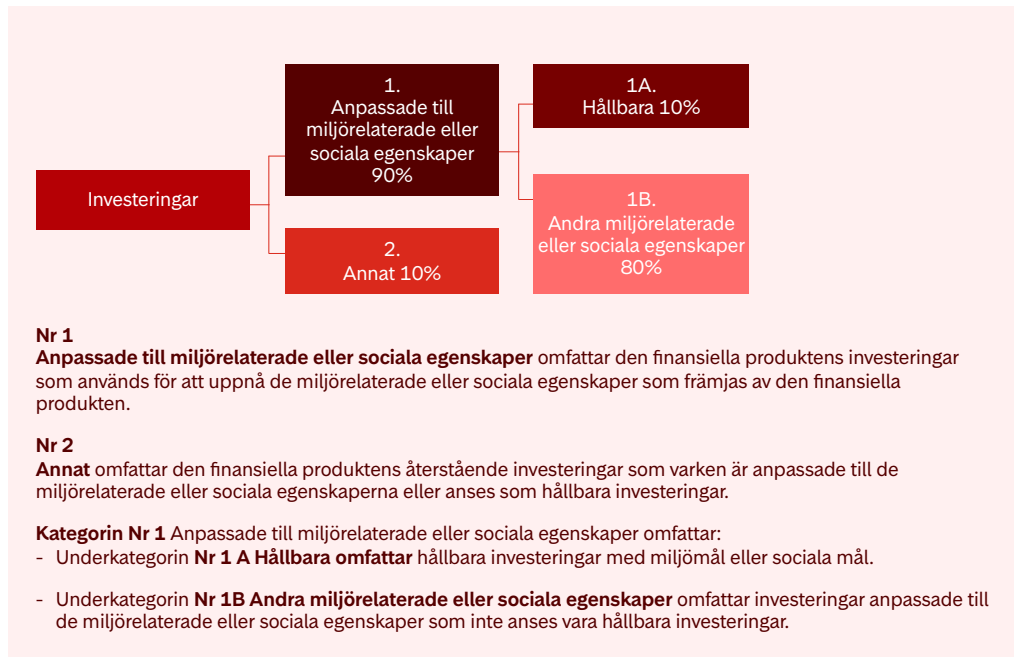 1.
Anpassade till
miljörelaterade eller
sociala egenskaper
90%
1A.
Hållbara 10%
Investeringar
1B.
Andra miljörelaterade
eller sociala egenskaper
80%
2.
Annat 10%
Nr 1
Anpassade till miljörelaterade eller sociala egenskaper omfattar den finansiella produktens investeringar
som används för att uppnå de miljörelaterade eller sociala egenskaper som främjas av den finansiella
produkten.
Nr 2
Annat omfattar den finansiella produktens återstående investeringar som varken är anpassade till de
miljörelaterade eller sociala egenskaperna eller anses som hållbara investeringar.
Kategorin Nr 1 Anpassade till miljörelaterade eller sociala egenskaper omfattar:
- Underkategorin Nr 1 A Hållbara omfattar hållbara investeringar med miljömål eller sociala mål.
- Underkategorin Nr 1B Andra miljörelaterade eller sociala egenskaper omfattar investeringar anpassade till
de miljörelaterade eller sociala egenskaper som inte anses vara hållbara investeringar.